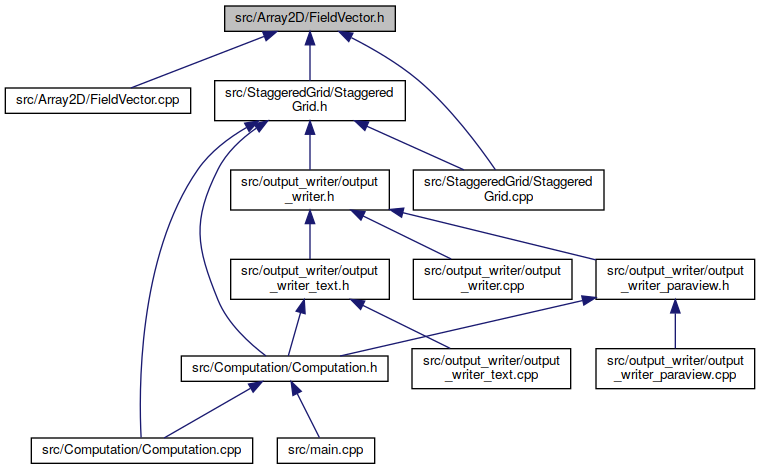 src/Array2D/FieldVector.h
src/Array2D/FieldVector.cpp
src/StaggeredGrid/Staggered
Grid.h
src/output_writer/output
_writer.h
src/StaggeredGrid/Staggered
Grid.cpp
src/output_writer/output
_writer_text.h
src/output_writer/output
_writer.cpp
src/output_writer/output
_writer_paraview.h
src/Computation/Computation.h
src/output_writer/output
_writer_text.cpp
src/output_writer/output
_writer_paraview.cpp
src/Computation/Computation.cpp
src/main.cpp